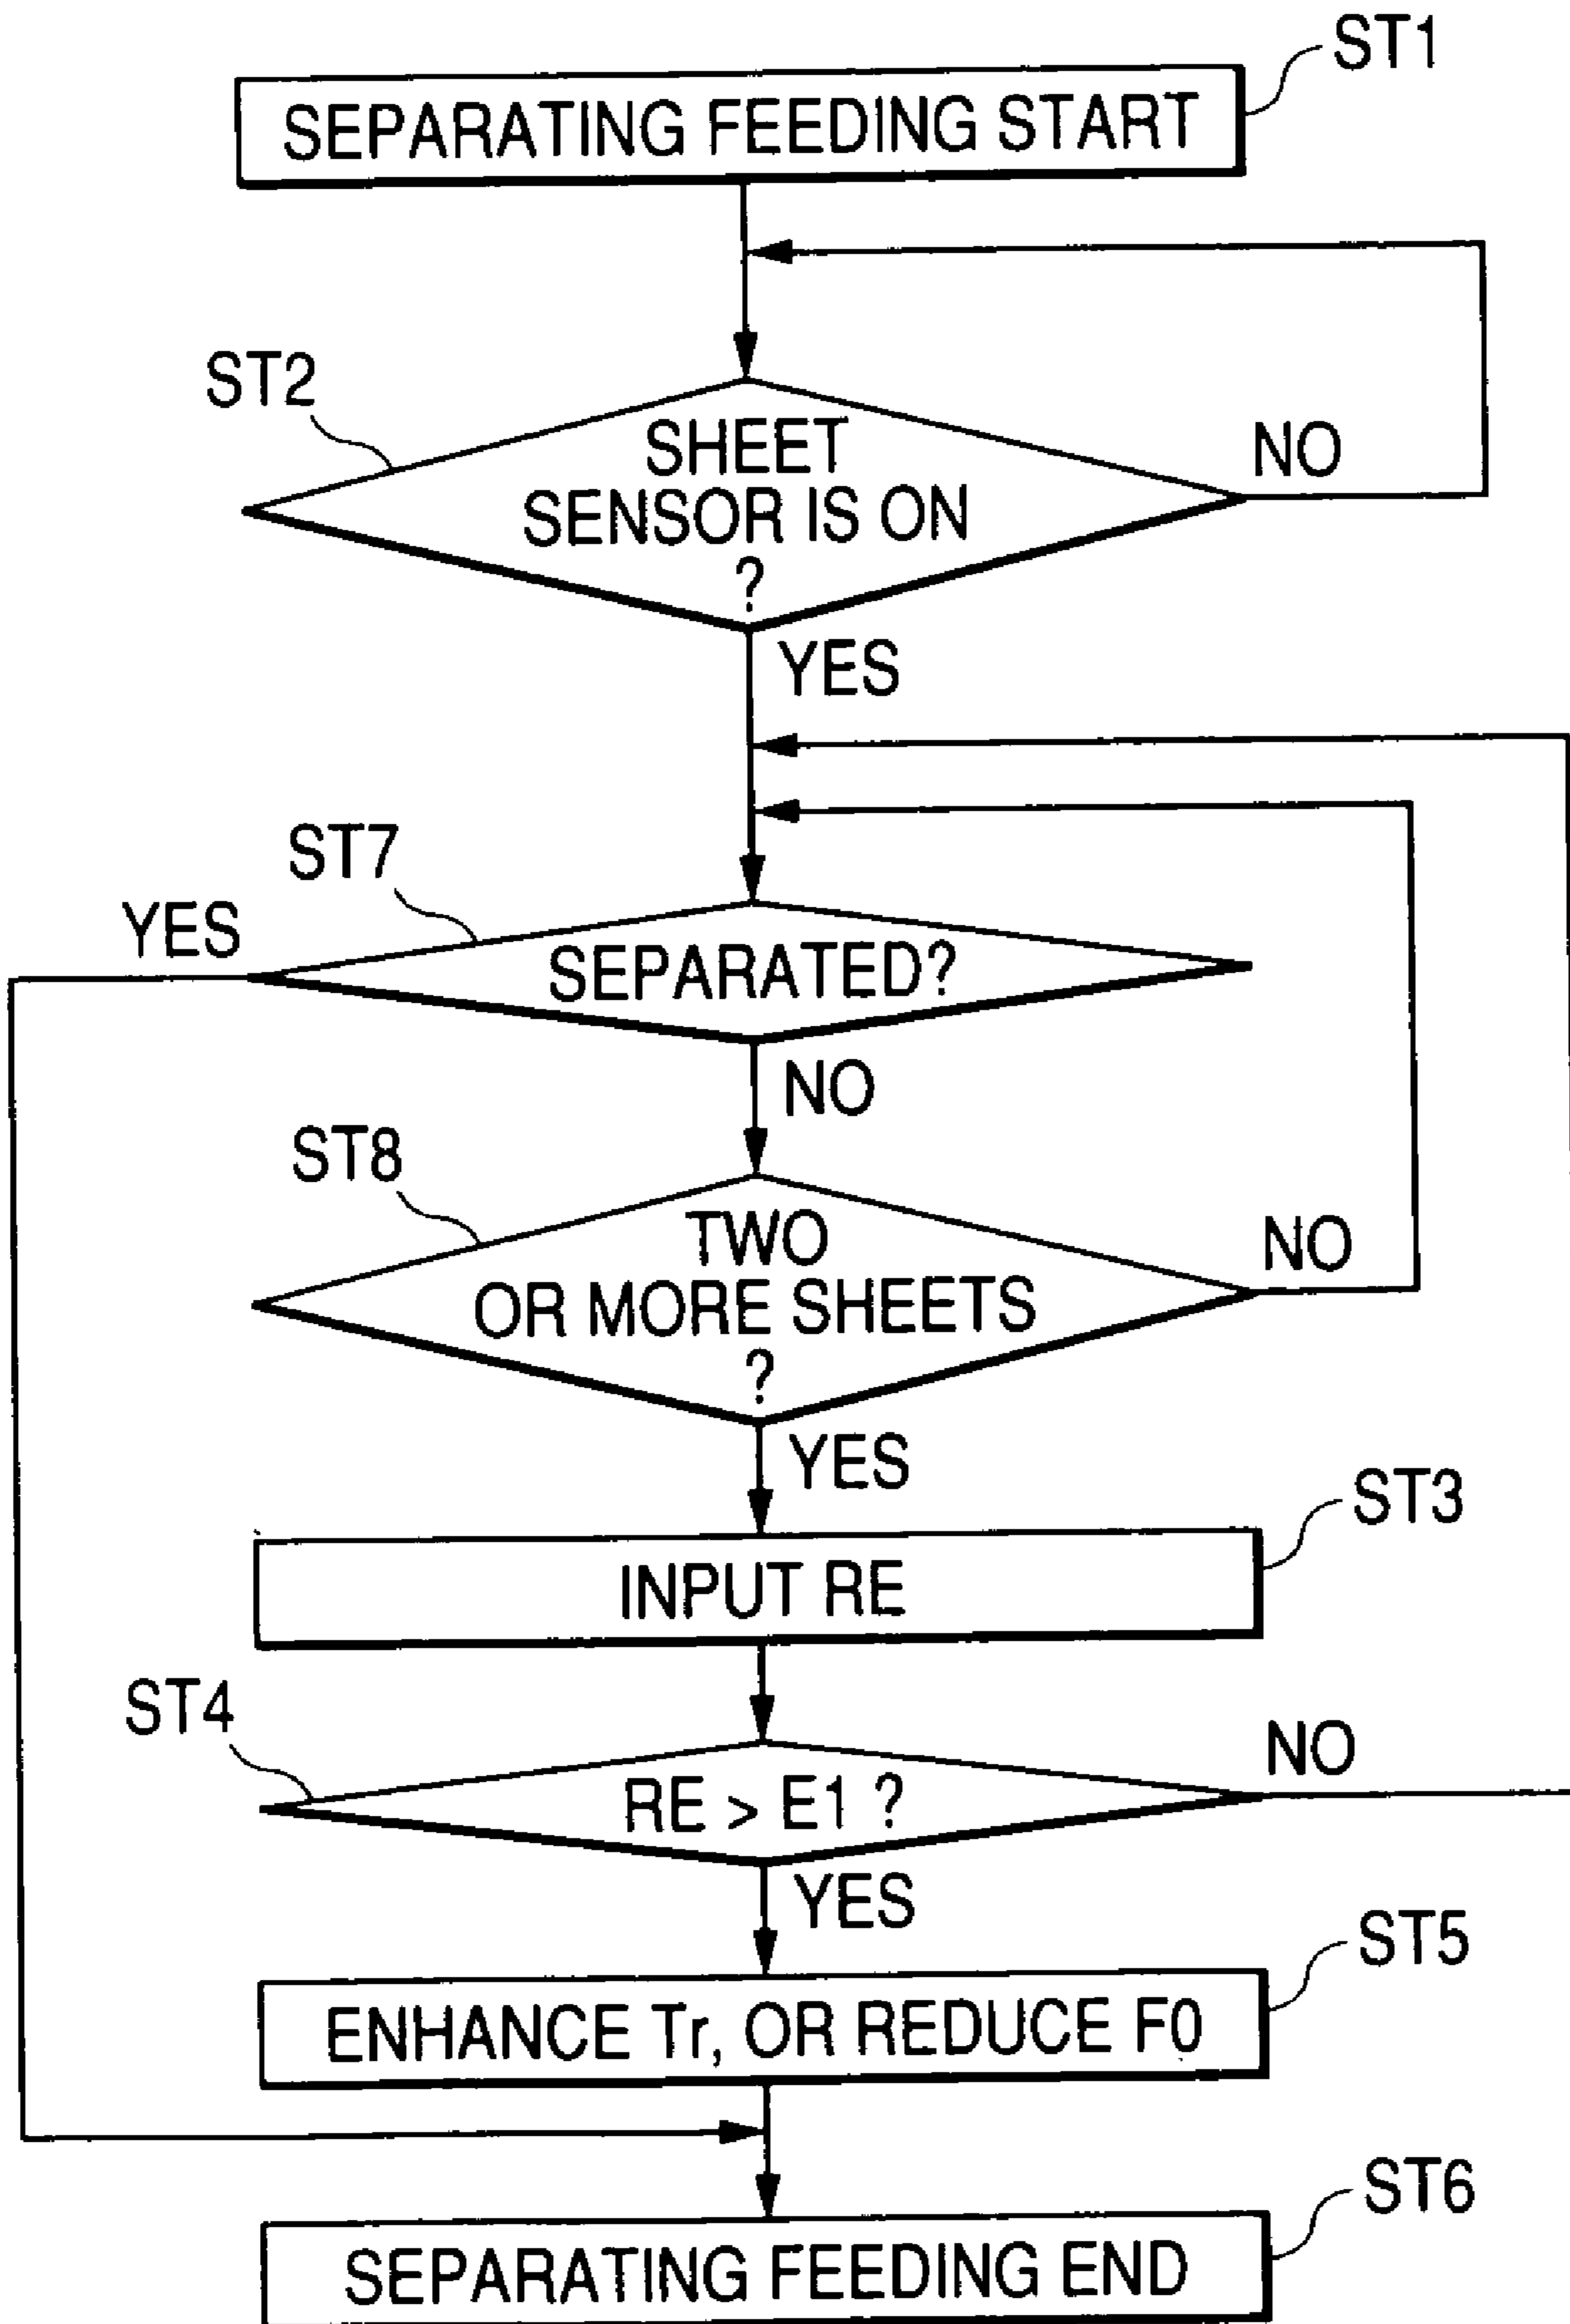 ST1
SEPARATING FEEDING START
ST2
SHEET
SENSOR IS ON
?
NO
YES
ST7
YES
SEPARATED?
NO
ST8
TWO
OR MORE SHEETS
?
NO
YES
ST3
INPUT RE
ST4
RE > E1 ?
NO
YES
ST5
ENHANCE Tr, OR REDUCE F0
ST6
SEPARATING FEEDING END